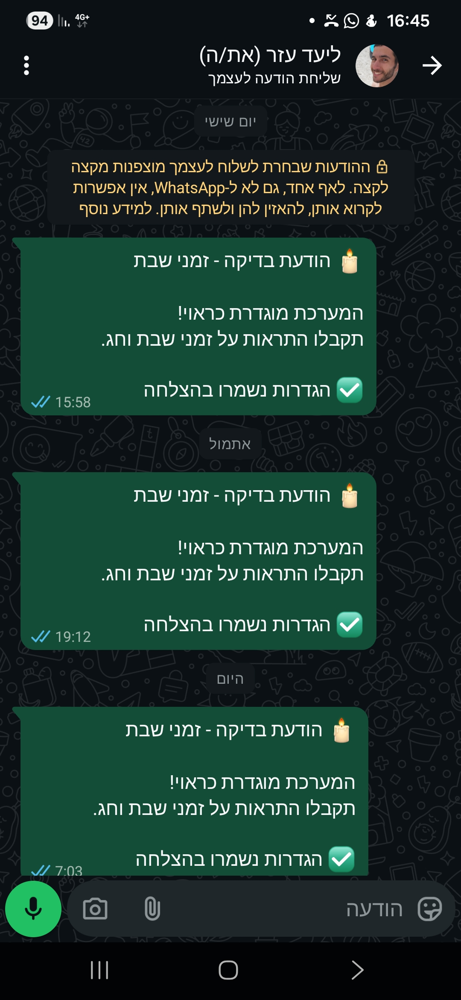 94
4G+
16:45
ליעד עזר (את/ה)
שליחת הודעה לעצמך
יום שישי
ההודעות שבחרת לשלוח לעצמך מוצפנות מקצה
לקצה. לאף אחד, גם לא ל-WhatsApp, אין אפשרות
לקרוא אותן, להאזין להן ולשתף אותן. למידע נוסף
🕯️ הודעת בדיקה - זמני שבת
המערכת מוגדרת כראוי!
תקבלו התראות על זמני שבת וחג.
✅ הגדרות נשמרו בהצלחה
15:58
אתמול
🕯️ הודעת בדיקה - זמני שבת
המערכת מוגדרת כראוי!
תקבלו התראות על זמני שבת וחג.
✅ הגדרות נשמרו בהצלחה
19:12
היום
🕯️ הודעת בדיקה - זמני שבת
המערכת מוגדרת כראוי!
תקבלו התראות על זמני שבת וחג.
✅ הגדרות נשמרו בהצלחה
7:03
הודעה